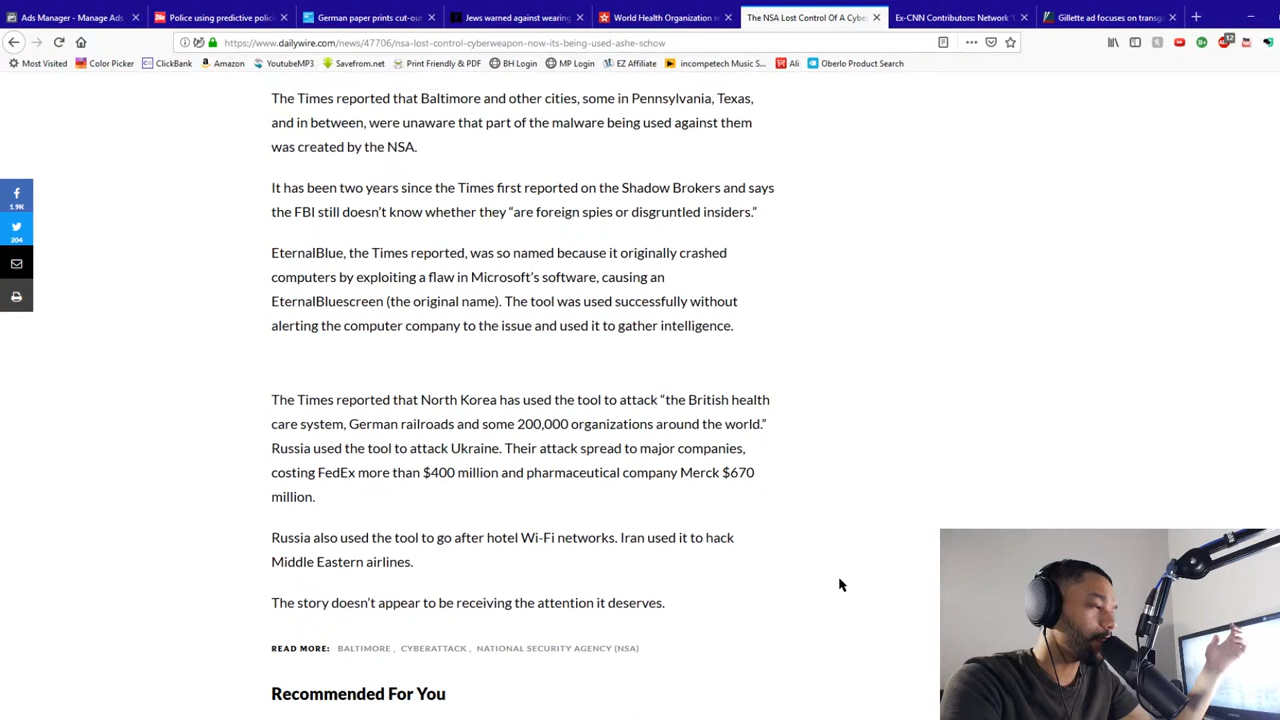 Ads Manager - Manage Ads
Police using predictive polic
German paper prints cut-out
Jews warned against wearing
World Health Organization re
The NSA Lost Control Of A Cyber
Ex-CNN Contributors: Network 'C
Gillette ad focuses on transge
https://www.dailywire.com/news/47706/nsa-lost-control-cyberweapon-now-its-being-used-ashe-schow
12
Most Visited
Color Picker
ClickBank
Amazon
YoutubeMP3
Savefrom.net
Print Friendly & PDF
BH Login
MP Login
EZ Affiliate
incompetech Music S...
Ali
Oberlo Product Search
The Times reported that Baltimore and other cities, some in Pennsylvania, Texas,
and in between, were unaware that part of the malware being used against them
was created by the NSA.
It has been two years since the Times first reported on the Shadow Brokers and says
the FBI still doesn't know whether they “are foreign spies or disgruntled insiders.”
EternalBlue, the Times reported, was so named because it originally crashed
computers by exploiting a flaw in Microsoft's software, causing an
EternalBluescreen (the original name). The tool was used successfully without
alerting the computer company to the issue and used it to gather intelligence.
The Times reported that North Korea has used the tool to attack “the British health
care system, German railroads and some 200,000 organizations around the world.”
Russia used the tool to attack Ukraine. Their attack spread to major companies,
costing FedEx more than $400 million and pharmaceutical company Merck $670
million.
Russia also used the tool to go after hotel Wi-Fi networks. Iran used it to hack
Middle Eastern airlines.
The story doesn't appear to be receiving the attention it deserves.
READ MORE: BALTIMORE , CYBERATTACK , NATIONAL SECURITY AGENCY (NSA)
Recommended For You
1.9K
204